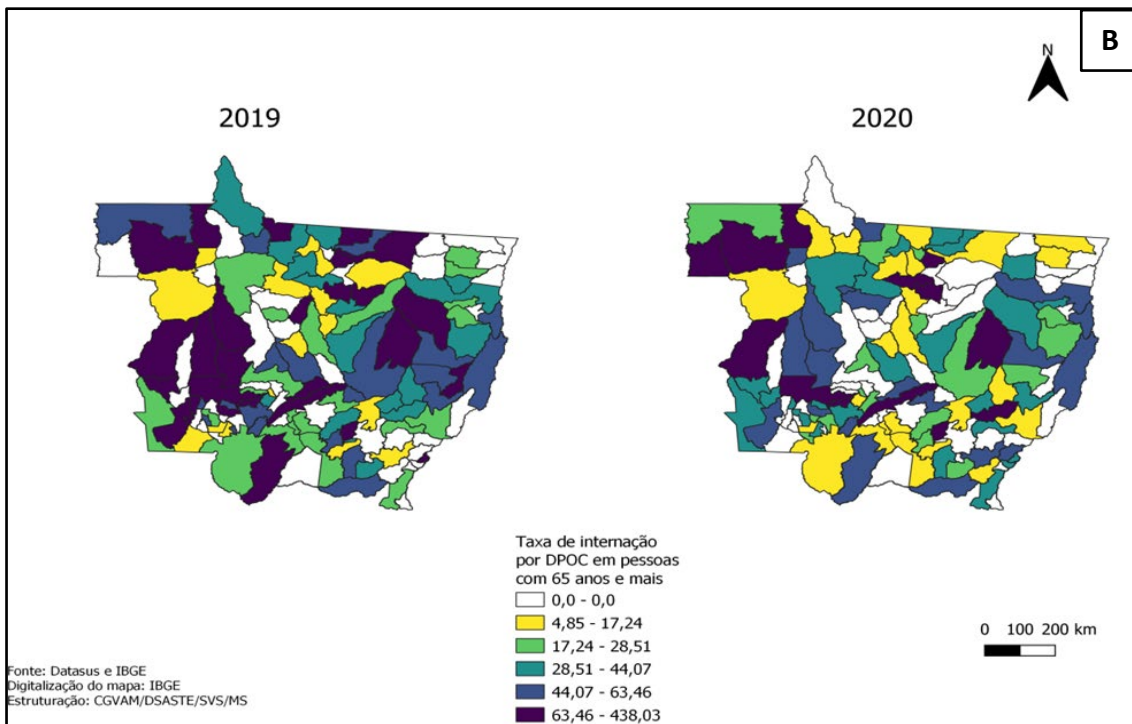 B
N
2019
2020
Taxa de internação
por DPOC em pessoas
com 65 anos e mais
0,0 - 0,0
4,85 - 17,24
17,24 - 28,51
28,51 - 44,07
44,07 - 63,46
63,46 - 438,03
0 100 200 km
Fonte: Datasus e IBGE
Digitalização do mapa: IBGE
Estruturação: CGVAM/DSASTE/SVS/MS